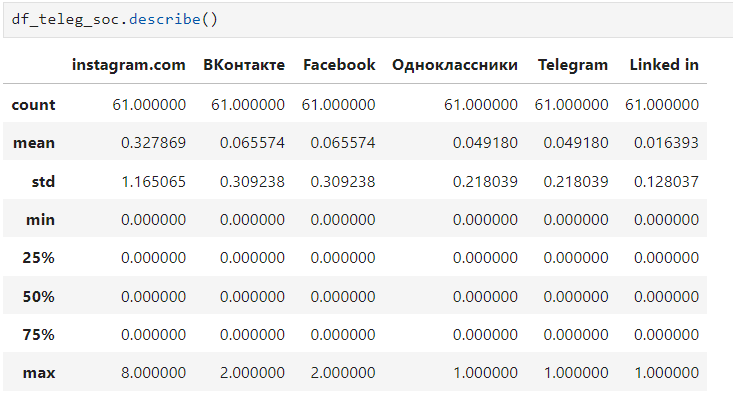 df_teleg_soc.describe()
instagram.com ВКонтакте Facebook Одноклассники Telegram Linked in
count 61.000000 61.000000 61.000000 61.000000 61.000000 61.000000
mean 0.327869 0.065574 0.065574 0.049180 0.049180 0.016393
std 1.165065 0.309238 0.309238 0.218039 0.218039 0.128037
min 0.000000 0.000000 0.000000 0.000000 0.000000 0.000000
25% 0.000000 0.000000 0.000000 0.000000 0.000000 0.000000
50% 0.000000 0.000000 0.000000 0.000000 0.000000 0.000000
75% 0.000000 0.000000 0.000000 0.000000 0.000000 0.000000
max 8.000000 2.000000 2.000000 1.000000 1.000000 1.000000